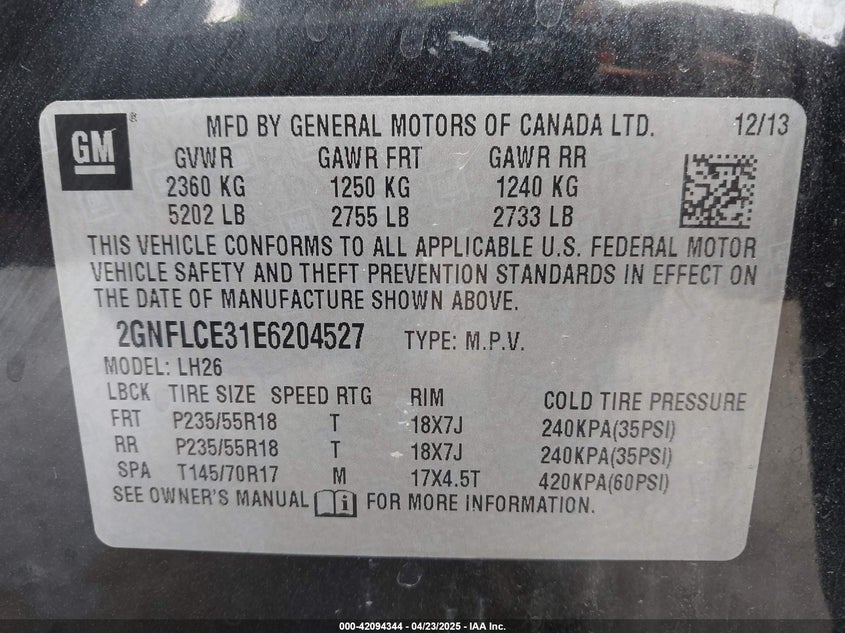 GM ® MFD BY GENERAL MOTORS OF CANADA LTD. 12/13
GVWR GAWR FRT GAWR RR
2360 KG 1250 KG 1240 KG
5202 LB 2755 LB 2733 LB
THIS VEHICLE CONFORMS TO ALL APPLICABLE U.S. FEDERAL MOTOR
VEHICLE SAFETY AND THEFT PREVENTION STANDARDS IN EFFECT ON
THE DATE OF MANUFACTURE SHOWN ABOVE.
2GNFLCE31E6204527 TYPE: M.P.V.
MODEL: LH26
LBCK TIRE SIZE SPEED RTG RIM COLD TIRE PRESSURE
FRT P235/55R18 T 18X7J 240KPA(35PSI)
RR P235/55R18 T 18X7J 240KPA(35PSI)
SPA T145/70R17 M 17X4.5T 420KPA(60PSI)
SEE OWNER'S MANUAL i FOR MORE INFORMATION.
000-42094344 / 04/23/2025 - IAA Inc.